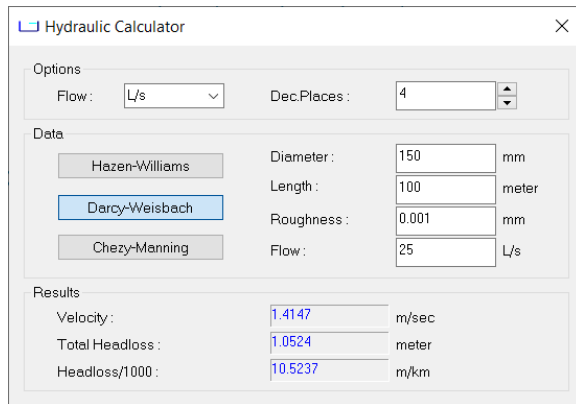 Hydraulic Calculator
Options
Flow : L/s Dec.Places : 4
Data
Hazen-Williams Diameter : 150 mm
Length : 100 meter
Darcy-Weisbach Roughness : 0.001 mm
Chezy-Manning Flow : 25 L/s
Results
Velocity : 1.4147 m/sec
Total Headloss : 1.0524 meter
Headloss/1000 : 10.5237 m/km